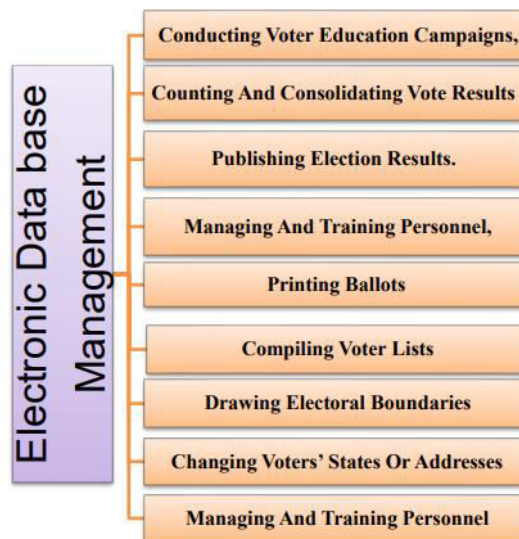 Electronic Data base
Management
Conducting Voter Education Campaigns,
Counting And Consolidating Vote Results
Publishing Election Results.
Managing And Training Personnel,
Printing Ballots
Compiling Voter Lists
Drawing Electoral Boundaries
Changing Voters’ States Or Addresses
Managing And Training Personnel